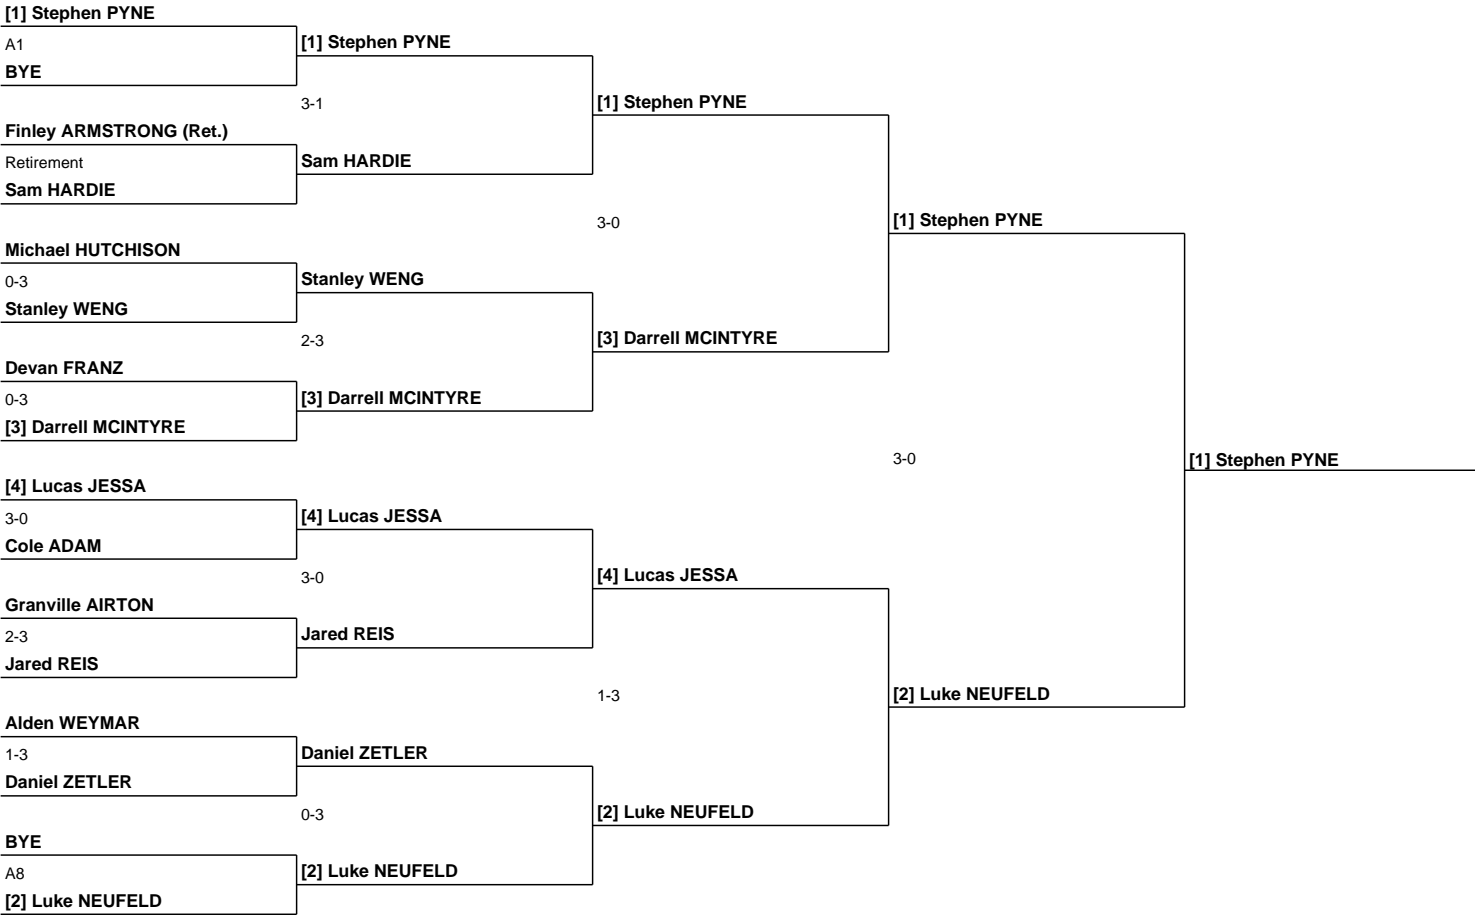 [1] Stephen PYNE
A1
BYE
Finley ARMSTRONG (Ret.)
Retirement
Sam HARDIE
Michael HUTCHISON
0-3
Stanley WENG
Devan FRANZ
0-3
[3] Darrell MCINTYRE
[4] Lucas JESSA
3-0
Cole ADAM
Granville AIRTON
2-3
Jared REIS
Alden WEYMAR
1-3
Daniel ZETLER
BYE
A8
[2] Luke NEUFELD
[1] Stephen PYNE
3-1
Sam HARDIE
Stanley WENG
2-3
[3] Darrell MCINTYRE
[4] Lucas JESSA
3-0
Jared REIS
Daniel ZETLER
0-3
[2] Luke NEUFELD
[1] Stephen PYNE
3-0
[3] Darrell MCINTYRE
[4] Lucas JESSA
1-3
[2] Luke NEUFELD
[1] Stephen PYNE
3-0
[2] Luke NEUFELD
[1] Stephen PYNE